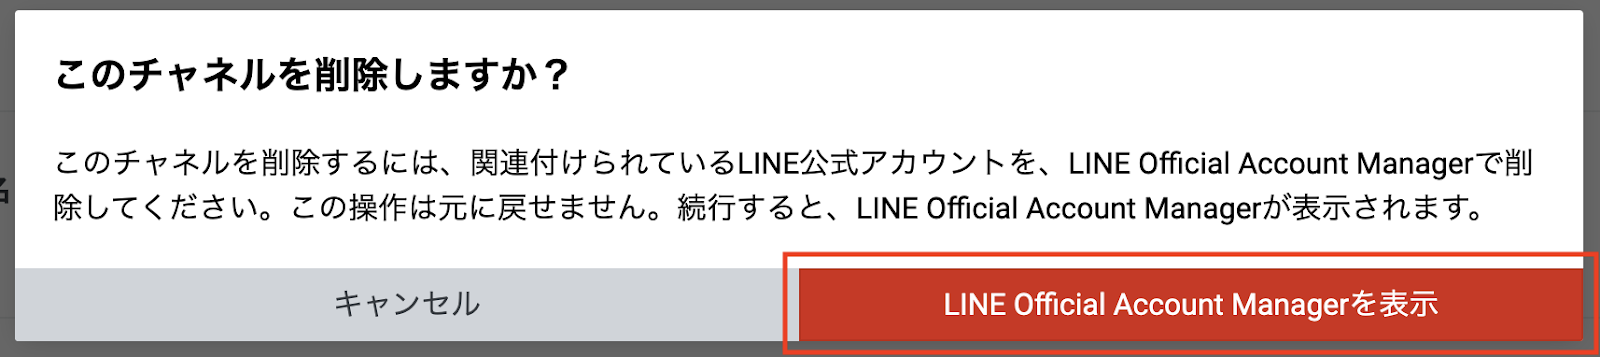 このチャネルを削除しますか？
このチャネルを削除するには、関連付けられているLINE公式アカウントを、LINE Official Account Managerで削
除してください。この操作は元に戻せません。続行すると、LINE Official Account Managerが表示されます。
キャンセル
LINE Official Account Managerを表示